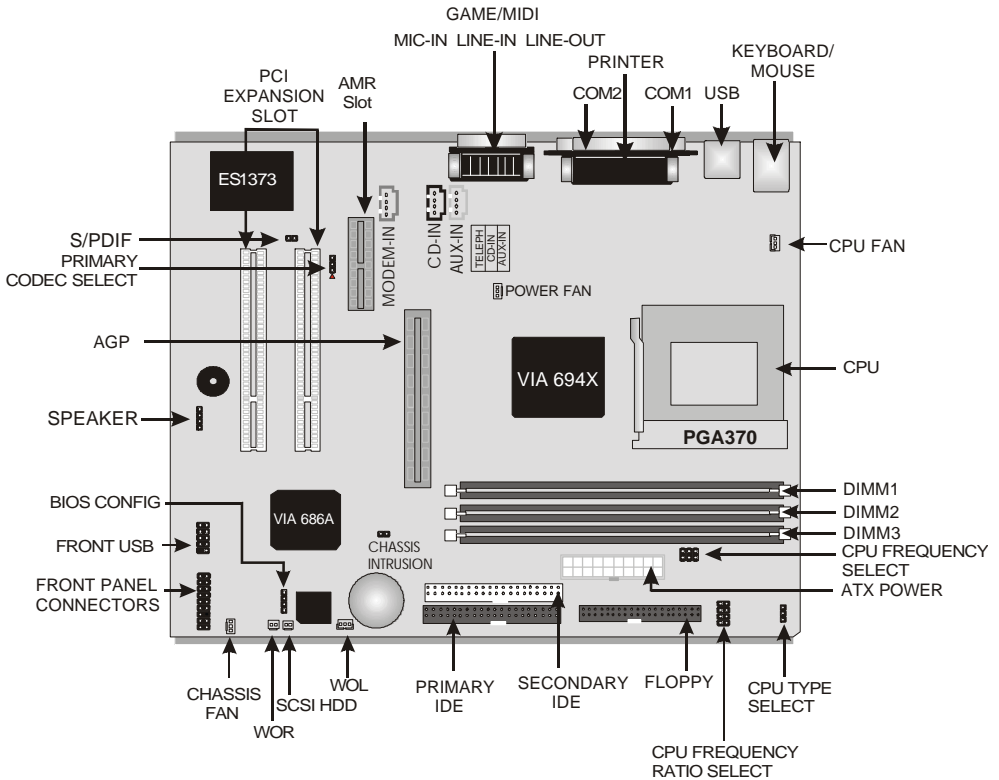 GAME/MIDI
MIC-IN LINE-IN LINE-OUT
PRINTER
KEYBOARD/
MOUSE
PCI
EXPANSION
SLOT
AMR
Slot
COM2
COM1
USB
ES1373
S/PDIF
PRIMARY
CODEC SELECT
MODEM-IN
CD-IN
AUX-IN
TELEPH
CD-IN
AUX-IN
CPU FAN
POWER FAN
AGP
VIA 694X
CPU
SPEAKER
PGA370
BIOS CONFIG
VIA 686A
DIMM1
DIMM2
DIMM3
FRONT USB
CHASSIS
INTRUSION
CPU FREQUENCY
SELECT
FRONT PANEL
CONNECTORS
ATX POWER
CHASSIS
FAN
WOR
SCSI HDD
WOL
PRIMARY
IDE
SECONDARY
IDE
FLOPPY
CPU TYPE
SELECT
CPU FREQUENCY
RATIO SELECT